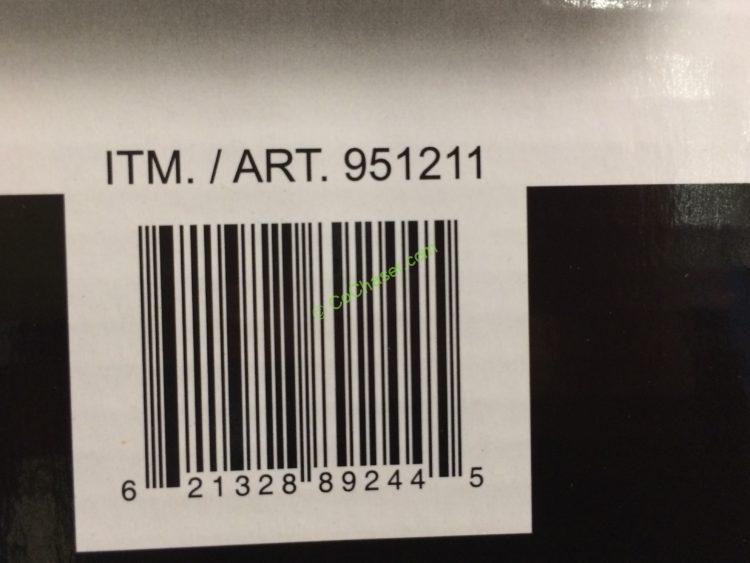 ITM. / ART. 951211
© CoChaser.com
6 21328 89244 5